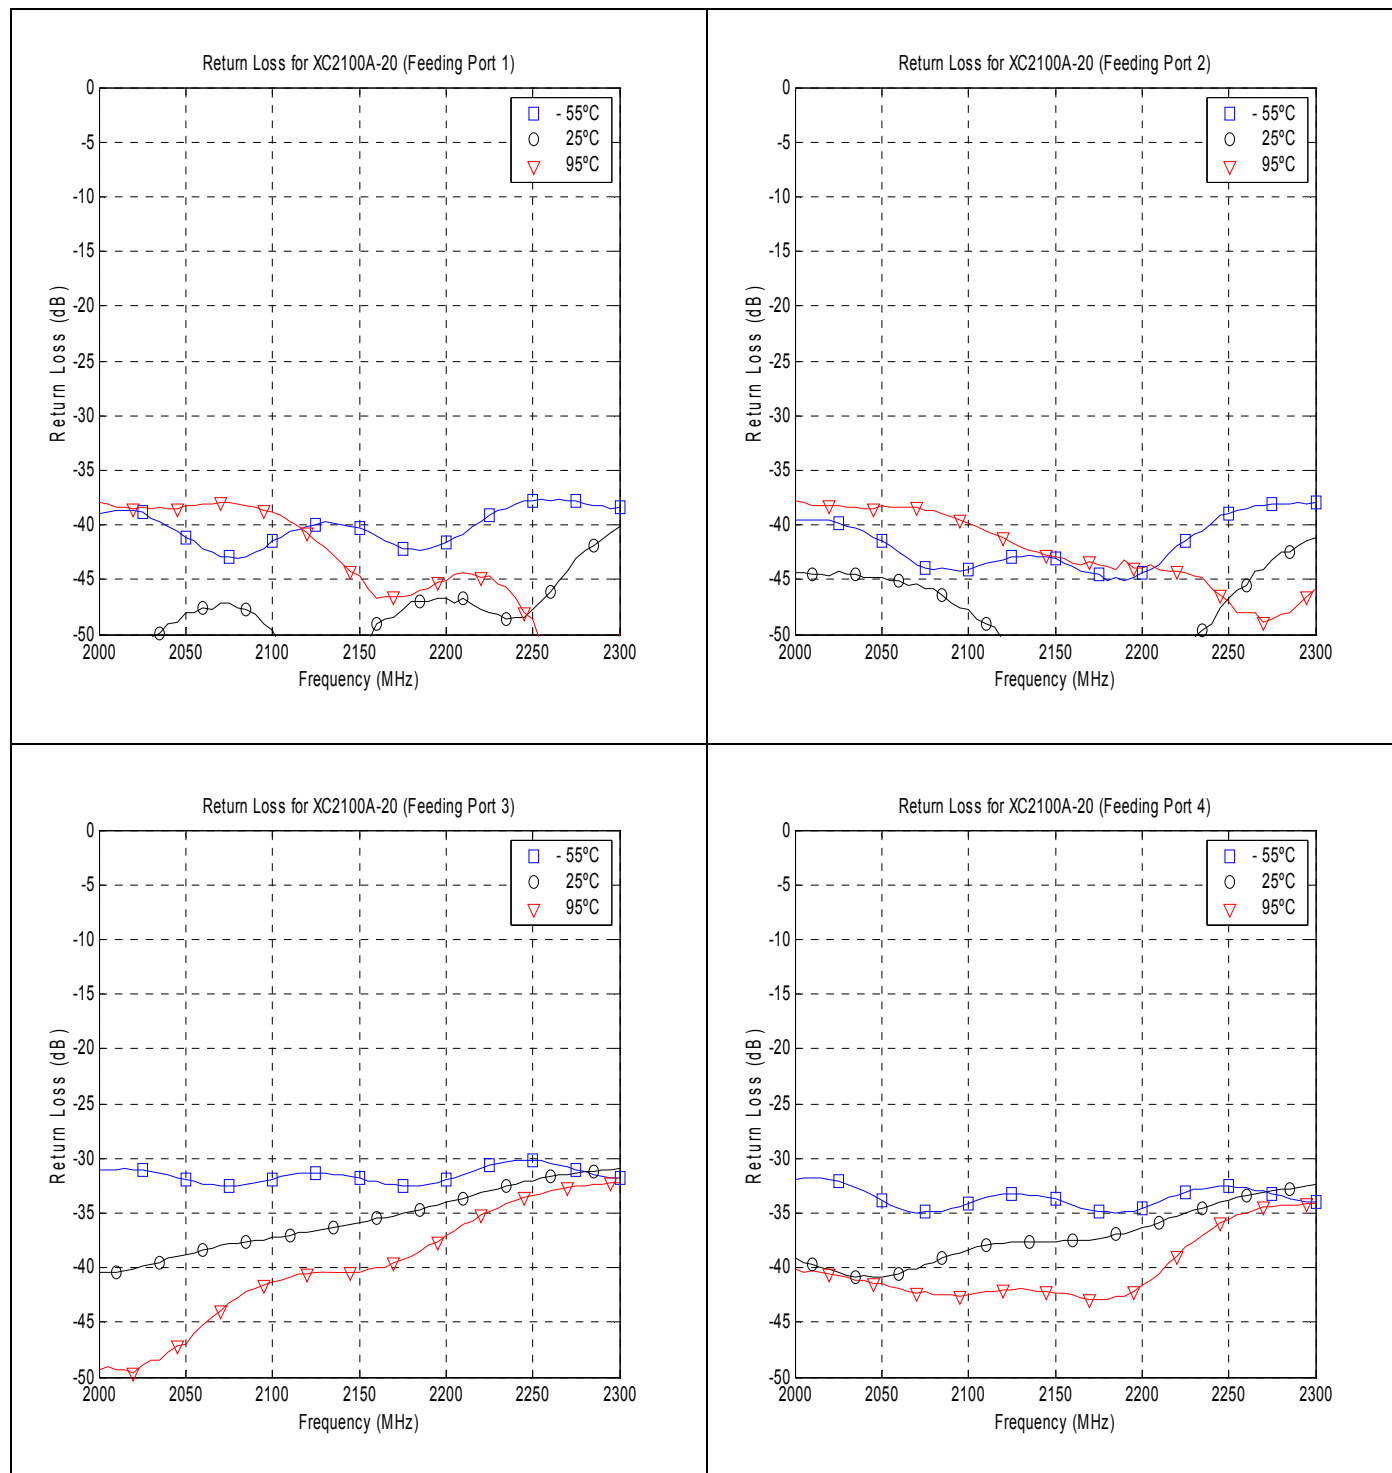 Return Loss for XC2100A-20 (Feeding Port 1)
0
-5
-10
-15
-20
-25
-30
-35
-40
-45
-50
Return Loss (dB)
- 55ºC
25ºC
95ºC
2000 2050 2100 2150 2200 2250 2300
Frequency (MHz)
Return Loss for XC2100A-20 (Feeding Port 2)
0
-5
-10
-15
-20
-25
-30
-35
-40
-45
-50
Return Loss (dB)
- 55ºC
25ºC
95ºC
2000 2050 2100 2150 2200 2250 2300
Frequency (MHz)
Return Loss for XC2100A-20 (Feeding Port 3)
0
-5
-10
-15
-20
-25
-30
-35
-40
-45
-50
Return Loss (dB)
- 55ºC
25ºC
95ºC
2000 2050 2100 2150 2200 2250 2300
Frequency (MHz)
Return Loss for XC2100A-20 (Feeding Port 4)
0
-5
-10
-15
-20
-25
-30
-35
-40
-45
-50
Return Loss (dB)
- 55ºC
25ºC
95ºC
2000 2050 2100 2150 2200 2250 2300
Frequency (MHz)